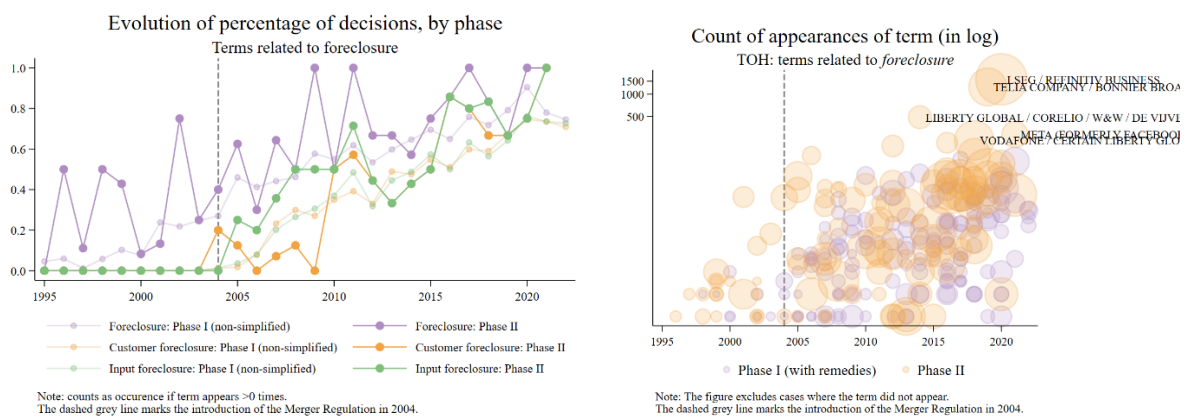 Evolution of percentage of decisions, by phase
Terms related to foreclosure
1.0
0.8
0.6
0.4
0.2
0.0
1995
2000
2005
2010
2015
2020
Foreclosure: Phase I (non-simplified)
Foreclosure: Phase II
Customer foreclosure: Phase I (non-simplified)
Customer foreclosure: Phase II
Input foreclosure: Phase I (non-simplified)
Input foreclosure: Phase II
Note: counts as occurence if term appears >0 times.
The dashed grey line marks the introduction of the Merger Regulation in 2004.
Count of appearances of term (in log)
TOH: terms related to foreclosure
1500
1000
500
LSEG / REFINITIV BUSINESS
TELIA COMPANY / BONNIER BROA
LIBERTY GLOBAL / CORELIO / W&W / DE VIJVE
META (FORMERLY FACEBOOK
VODAFONE / CERTAIN LIBERTY GLO
1995
2000
2005
2010
2015
2020
Phase I (with remedies)
Phase II
Note: The figure excludes cases where the term did not appear.
The dashed grey line marks the introduction of the Merger Regulation in 2004.